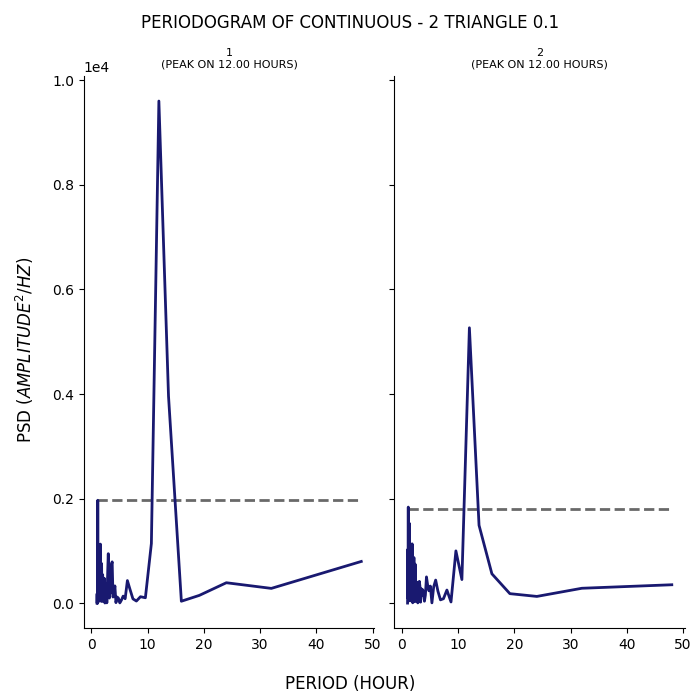 PERIODOGRAM OF CONTINUOUS - 2 TRIANGLE 0.1
1
(PEAK ON 12.00 HOURS)
2
(PEAK ON 12.00 HOURS)
1e4
1.0
0.8
0.6
0.4
0.2
0.0
PSD (AMPLITUDE²/HZ)
0 10 20 30 40 50
0 10 20 30 40 50
PERIOD (HOUR)